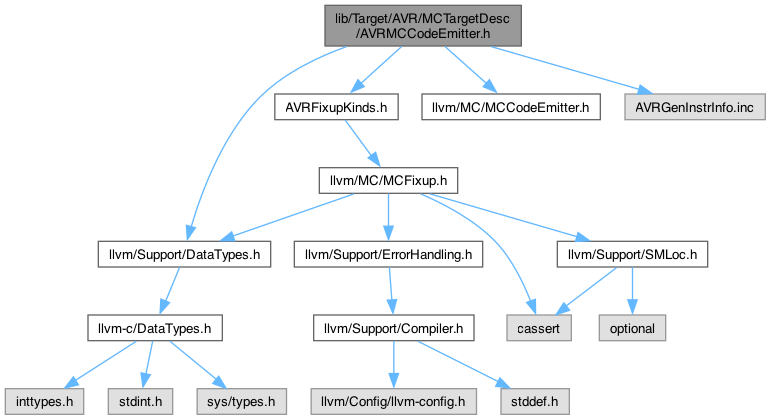 lib/Target/AVR/MCTargetDesc
/AVRMCCodeEmitter.h
AVRFixupKinds.h
llvm/MC/MCCodeEmitter.h
AVRGenInstrInfo.inc
llvm/MC/MCFixup.h
llvm/Support/DataTypes.h
llvm/Support/ErrorHandling.h
llvm/Support/SMLoc.h
llvm-c/DataTypes.h
llvm/Support/Compiler.h
cassert
optional
inttypes.h
stdint.h
sys/types.h
llvm/Config/llvm-config.h
stddef.h